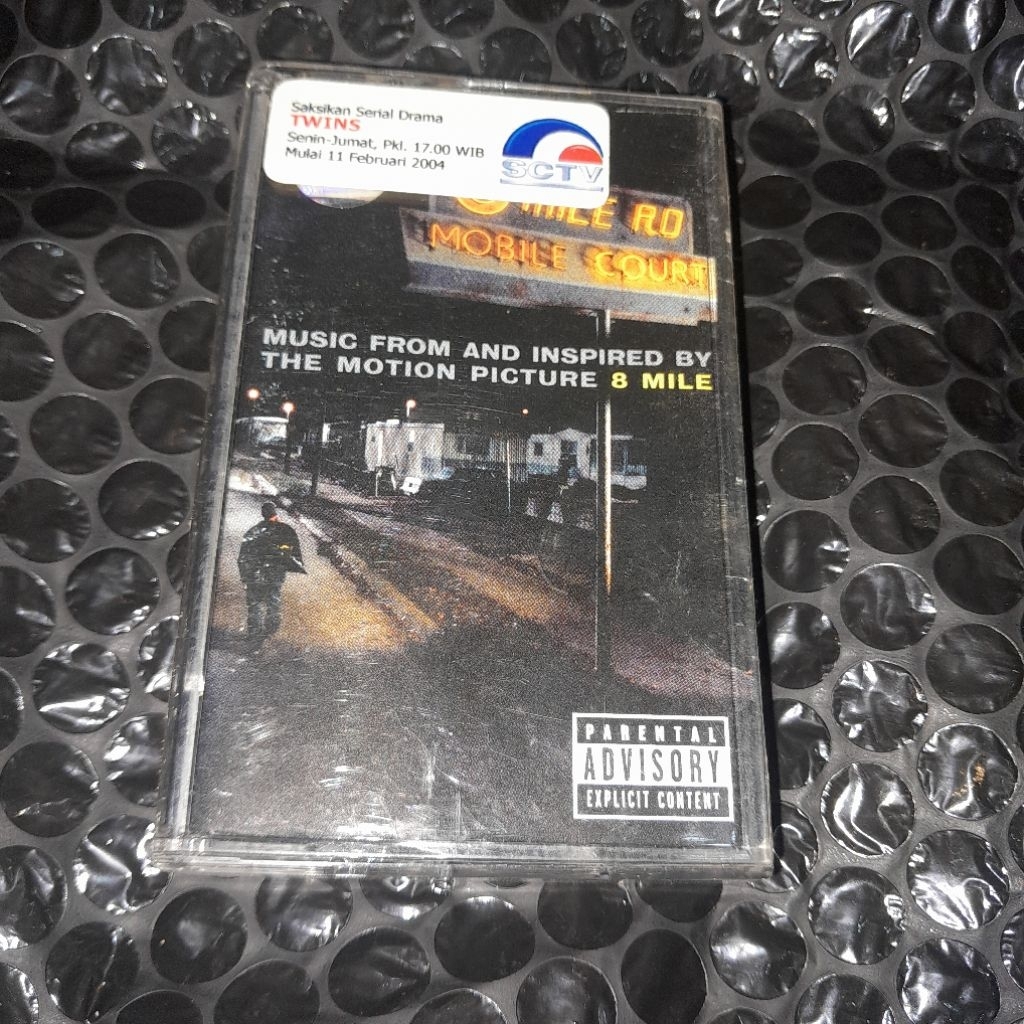 Saksikan Serial Drama
TWINS
Senin-Jumat, Pkl. 17.00 WIB
Mulai 11 Februari 2004
SCTV
MILE RD
MOBILE COURT
MUSIC FROM AND INSPIRED BY
THE MOTION PICTURE 8 MILE
PARENTAL
ADVISORY
EXPLICIT CONTENT